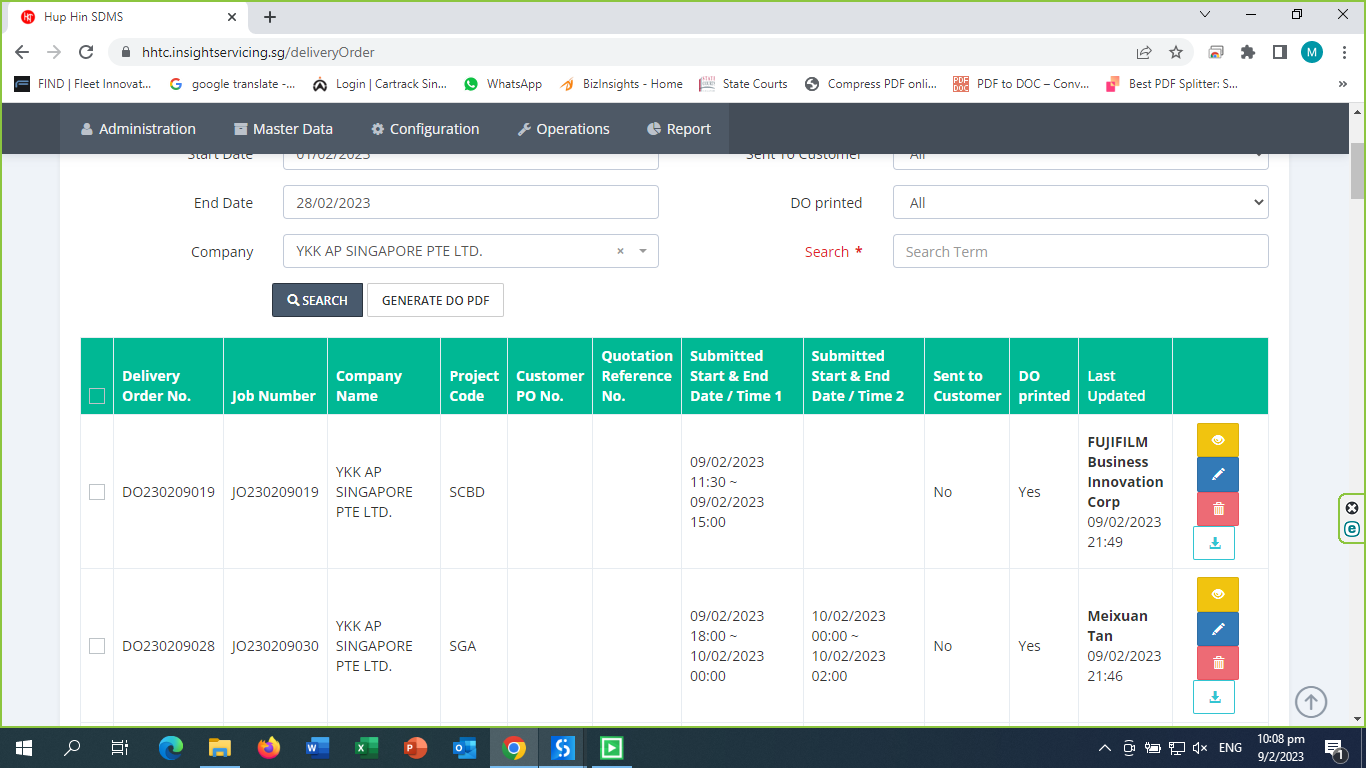 Hup Hin SDMS
hhtc.insightservicing.sg/deliveryOrder
M
FIND | Fleet Innovat...
google translate -...
Login | Cartrack Sin...
WhatsApp
BizInsights - Home
State Courts
Compress PDF onli...
PDF to DOC – Conv...
Best PDF Splitter: S...
»
Administration
Master Data
Configuration
Operations
Report
Start Date
01/02/2023
Sent To Customer
All
End Date
28/02/2023
DO printed
All
Company
YKK AP SINGAPORE PTE LTD.
×
Search *
Search Term
SEARCH
GENERATE DO PDF
Delivery
Order No.
Job Number
Company
Name
Project
Code
Customer
PO No.
Quotation
Reference
No.
Submitted
Start & End
Date / Time 1
Submitted
Start & End
Date / Time 2
Sent to
Customer
DO
printed
Last
Updated
DO230209019
JO230209019
YKK AP
SINGAPORE
PTE LTD.
SCBD
09/02/2023
11:30 ~
09/02/2023
15:00
No
Yes
FUJIFILM
Business
Innovation
Corp
09/02/2023
21:49
DO230209028
JO230209030
YKK AP
SINGAPORE
PTE LTD.
SGA
09/02/2023
18:00 ~
10/02/2023
00:00
10/02/2023
00:00 ~
10/02/2023
02:00
No
Yes
Meixuan
Tan
09/02/2023
21:46
ENG
10:08 pm
9/2/2023
1